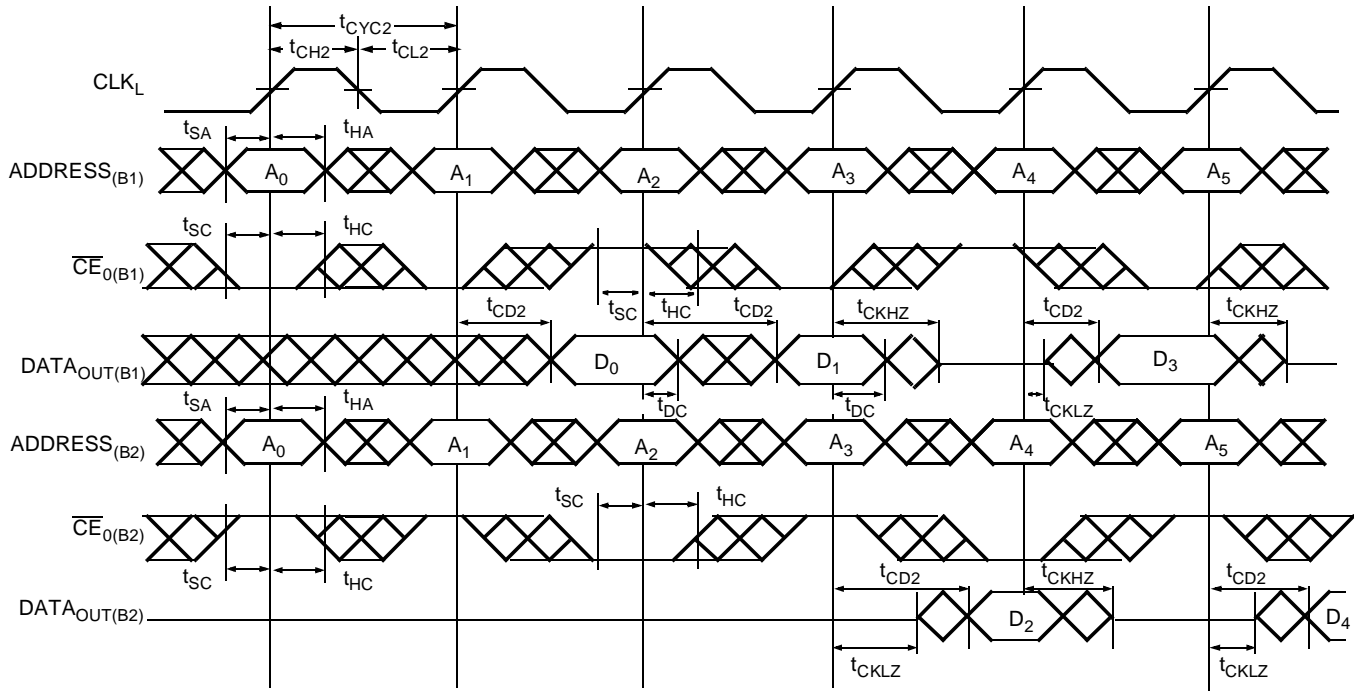 tCYC2
tCH2 tCL2
CLKL
tSA tHA
ADDRESS(B1) A0 A1 A2 A3 A4 A5
tSC tHC
CE0(B1)
tCD2 tSC tHC tCD2 tCKHZ tCD2 tCKHZ
DATAOUT(B1) D0 D1 D3
tSA tHA tDC tDC tCKLZ
ADDRESS(B2) A0 A1 A2 A3 A4 A5
tSC tHC
CE0(B2)
tSC tHC tCD2 tCKHZ tCD2
DATAOUT(B2) D2 D4
tCKLZ tCKLZ